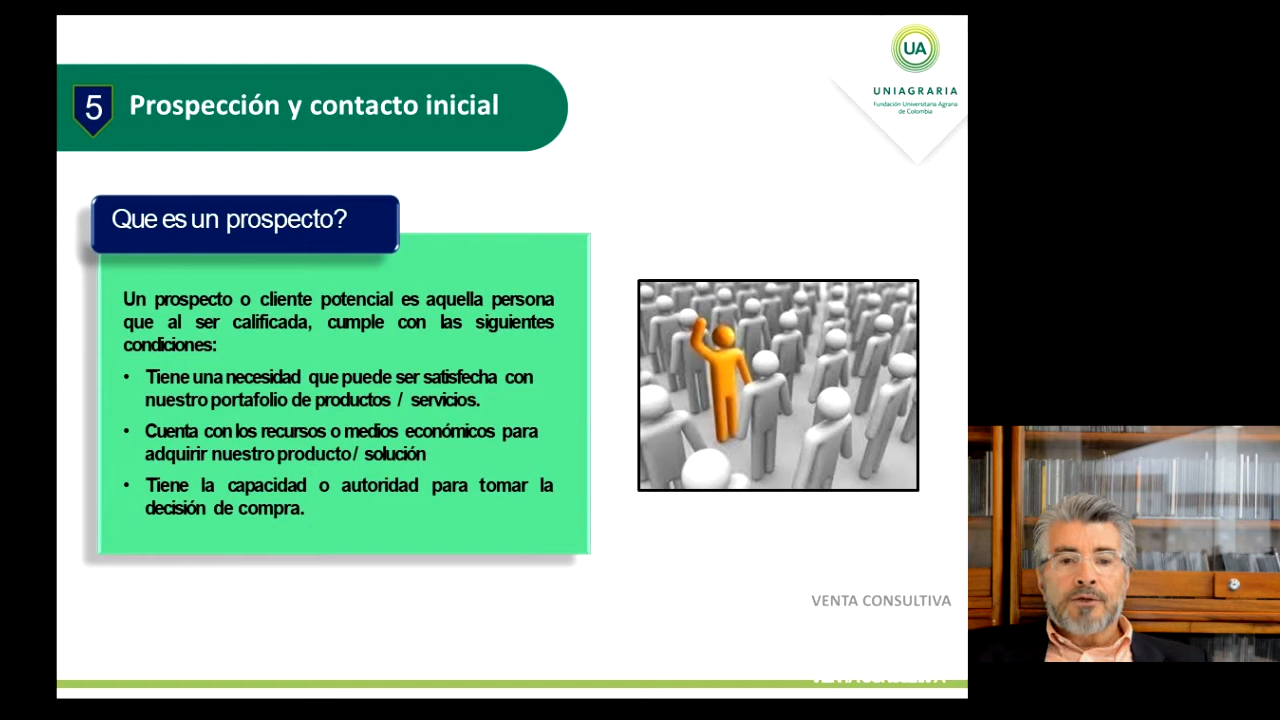 UA
UNIAGRARIA
Fundación Universitaria Agraria
de Colombia
5
Prospección y contacto inicial
Que es un prospecto?
Un prospecto o cliente potencial es aquella persona
que al ser calificada, cumple con las siguientes
condiciones:
• Tiene una necesidad que puede ser satisfecha con
nuestro portafolio de productos / servicios.
• Cuenta con los recursos o medios económicos para
adquirir nuestro producto / solución
• Tiene la capacidad o autoridad para tomar la
decisión de compra.
VENTA CONSULTIVA